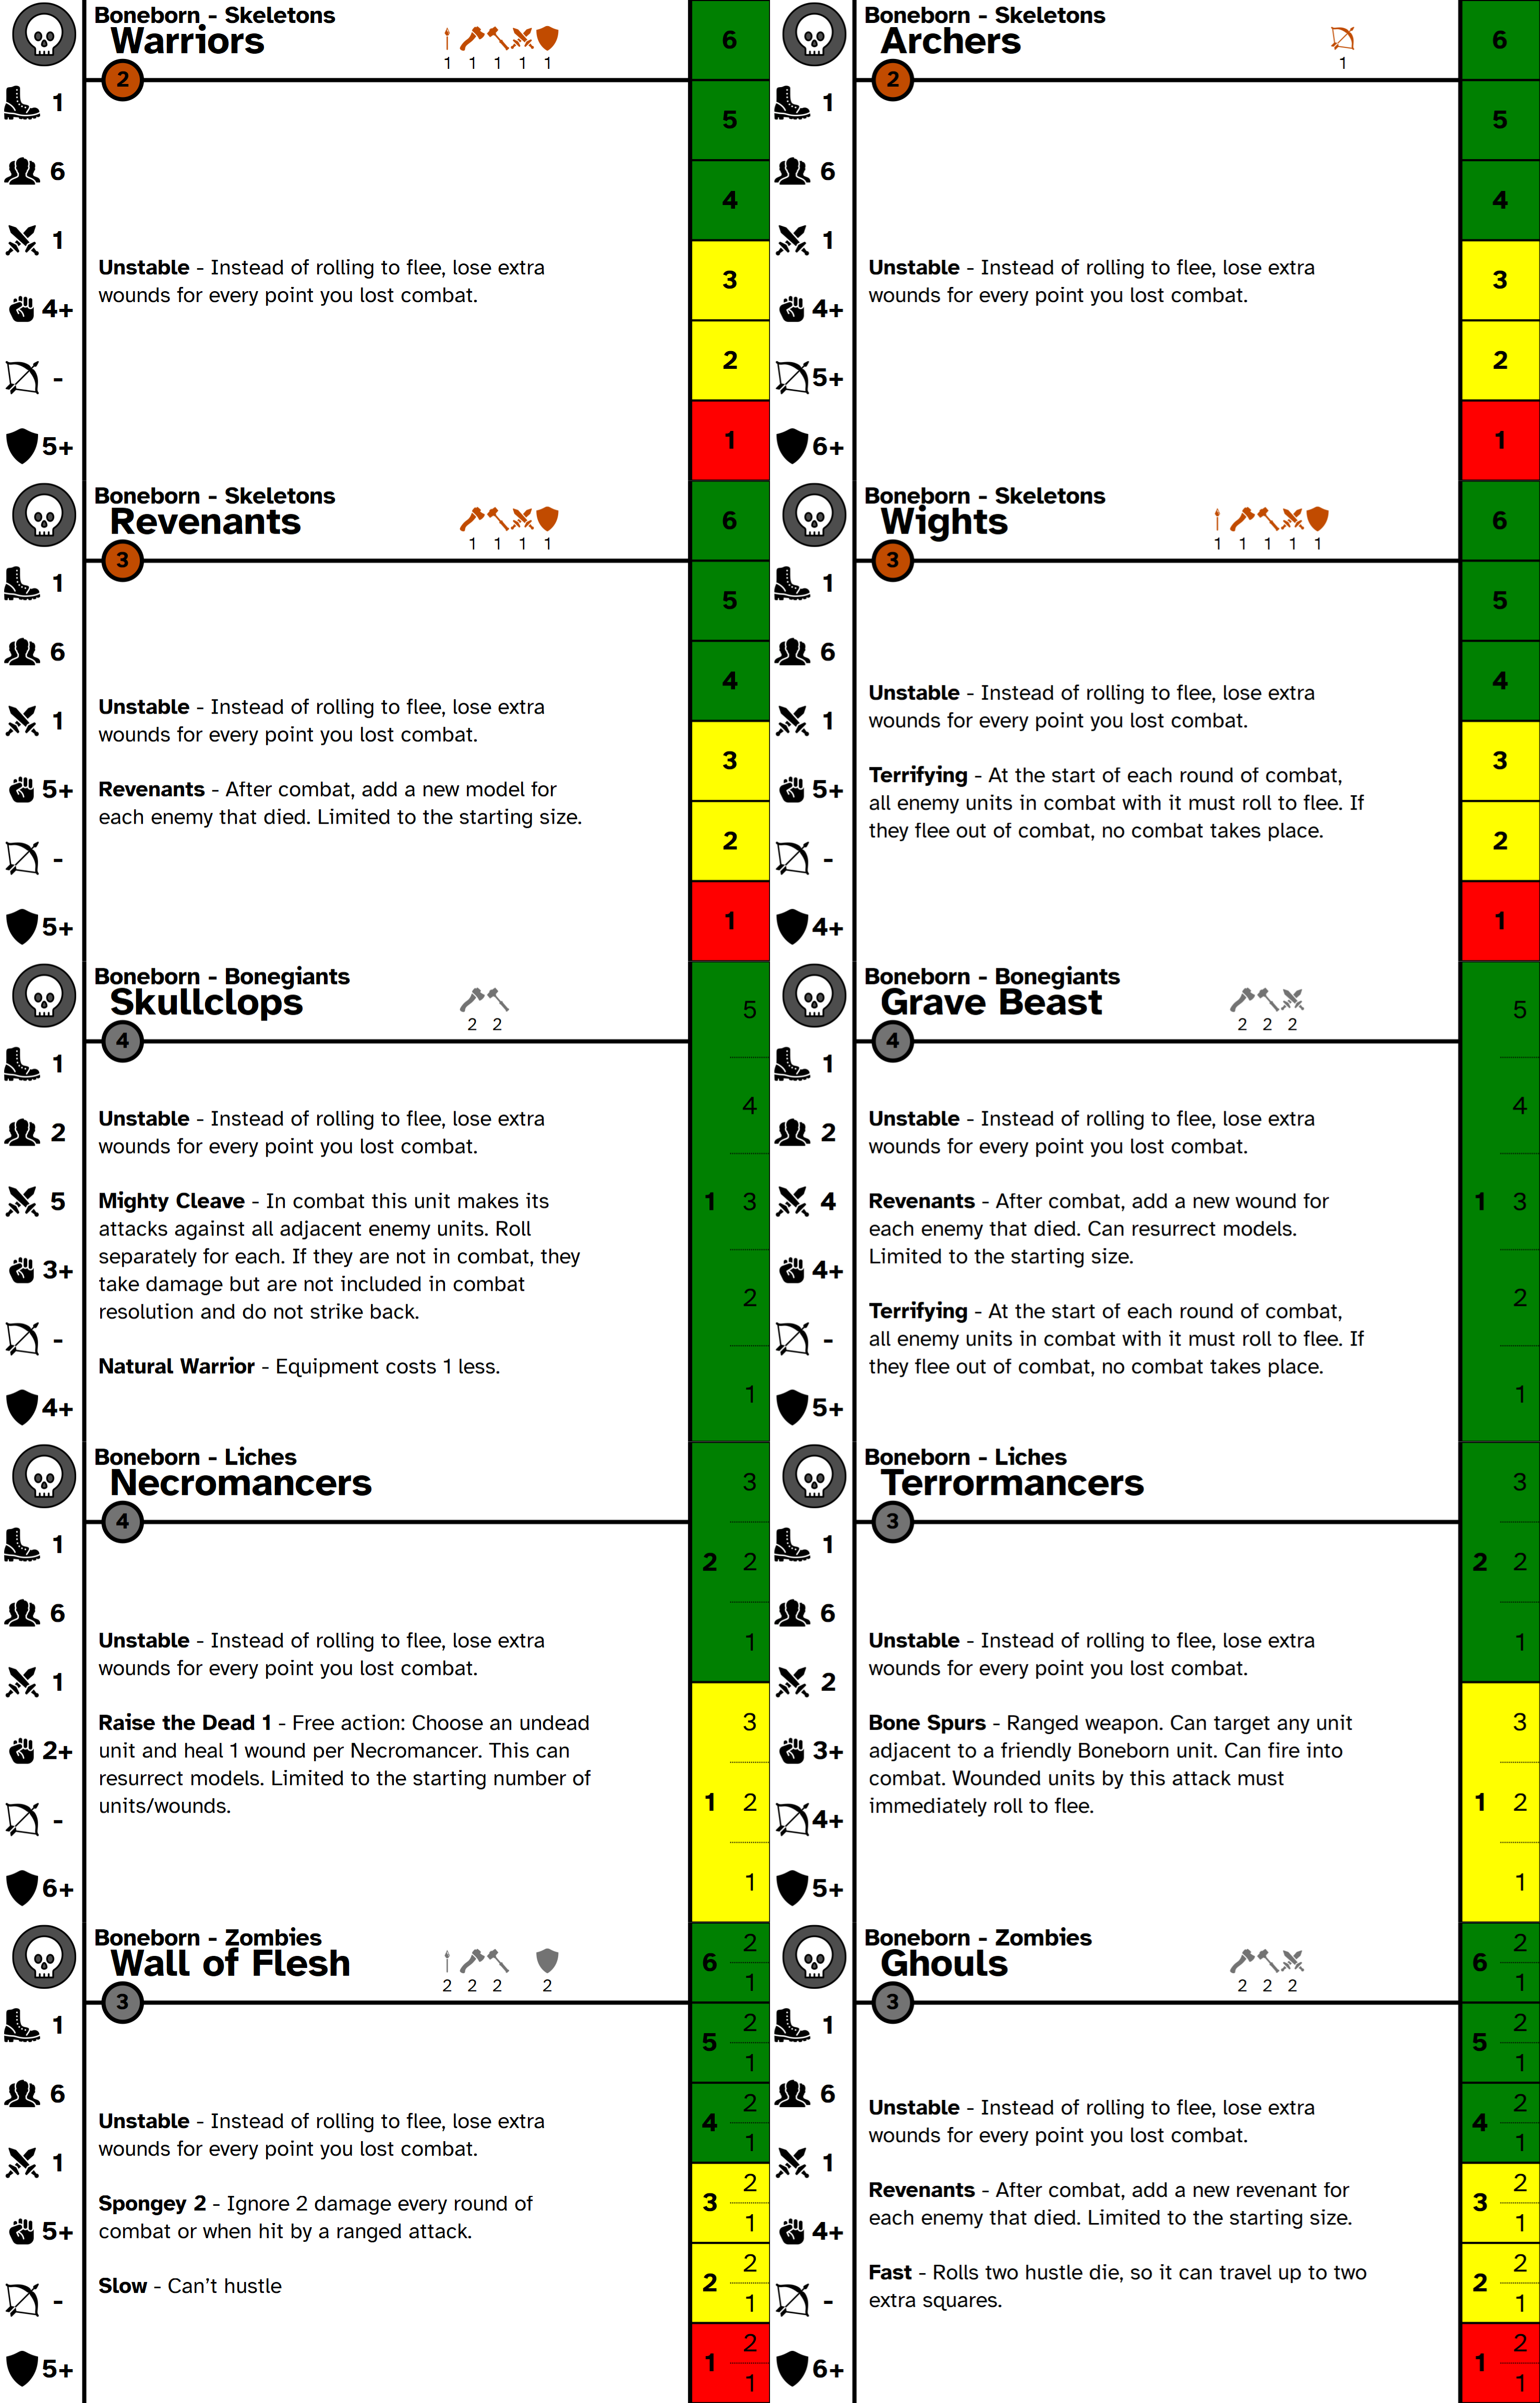 Boneborn - Skeletons
Warriors
1 1 1 1 1
2
1
6
1
4+
-
5+
Unstable - Instead of rolling to flee, lose extra
wounds for every point you lost combat.
6
5
4
3
2
1
Boneborn - Skeletons
Archers
1
2
1
6
1
4+
5+
6+
Unstable - Instead of rolling to flee, lose extra
wounds for every point you lost combat.
6
5
4
3
2
1
Boneborn - Skeletons
Revenants
1 1 1 1
3
1
6
1
5+
-
5+
Unstable - Instead of rolling to flee, lose extra
wounds for every point you lost combat.
Revenants - After combat, add a new model for
each enemy that died. Limited to the starting size.
6
5
4
3
2
1
Boneborn - Skeletons
Wights
1 1 1 1 1
3
1
6
1
5+
-
4+
Unstable - Instead of rolling to flee, lose extra
wounds for every point you lost combat.
Terrifying - At the start of each round of combat,
all enemy units in combat with it must roll to flee. If
they flee out of combat, no combat takes place.
6
5
4
3
2
1
Boneborn - Bonegiants
Skullclops
2 2
4
1
2
5
3+
-
4+
Unstable - Instead of rolling to flee, lose extra
wounds for every point you lost combat.
Mighty Cleave - In combat this unit makes its
attacks against all adjacent enemy units. Roll
separately for each. If they are not in combat, they
take damage but are not included in combat
resolution and do not strike back.
Natural Warrior - Equipment costs 1 less.
5
4
1 3
2
1
Boneborn - Bonegiants
Grave Beast
2 2 2
4
1
2
4
4+
-
5+
Unstable - Instead of rolling to flee, lose extra
wounds for every point you lost combat.
Revenants - After combat, add a new wound for
each enemy that died. Can resurrect models.
Limited to the starting size.
Terrifying - At the start of each round of combat,
all enemy units in combat with it must roll to flee. If
they flee out of combat, no combat takes place.
5
4
1 3
2
1
Boneborn - Liches
Necromancers
4
1
6
1
2+
-
6+
Unstable - Instead of rolling to flee, lose extra
wounds for every point you lost combat.
Raise the Dead 1 - Free action: Choose an undead
unit and heal 1 wound per Necromancer. This can
resurrect models. Limited to the starting number of
units/wounds.
3
2 2
1
3
1 2
1
Boneborn - Liches
Terrormancers
3
1
6
2
3+
4+
5+
Unstable - Instead of rolling to flee, lose extra
wounds for every point you lost combat.
Bone Spurs - Ranged weapon. Can target any unit
adjacent to a friendly Boneborn unit. Can fire into
combat. Wounded units by this attack must
immediately roll to flee.
3
2 2
1
3
1 2
1
Boneborn - Zombies
Wall of Flesh
2 2 2 2
3
1
6
1
5+
-
5+
Unstable - Instead of rolling to flee, lose extra
wounds for every point you lost combat.
Spongey 2 - Ignore 2 damage every round of
combat or when hit by a ranged attack.
Slow - Can't hustle
6 2
1
5 2
1
4 2
1
3 2
1
2 2
1
1 2
1
Boneborn - Zombies
Ghouls
2 2 2
3
1
6
1
4+
-
6+
Unstable - Instead of rolling to flee, lose extra
wounds for every point you lost combat.
Revenants - After combat, add a new revenant for
each enemy that died. Limited to the starting size.
Fast - Rolls two hustle die, so it can travel up to two
extra squares.
6 2
1
5 2
1
4 2
1
3 2
1
2 2
1
1 2
1